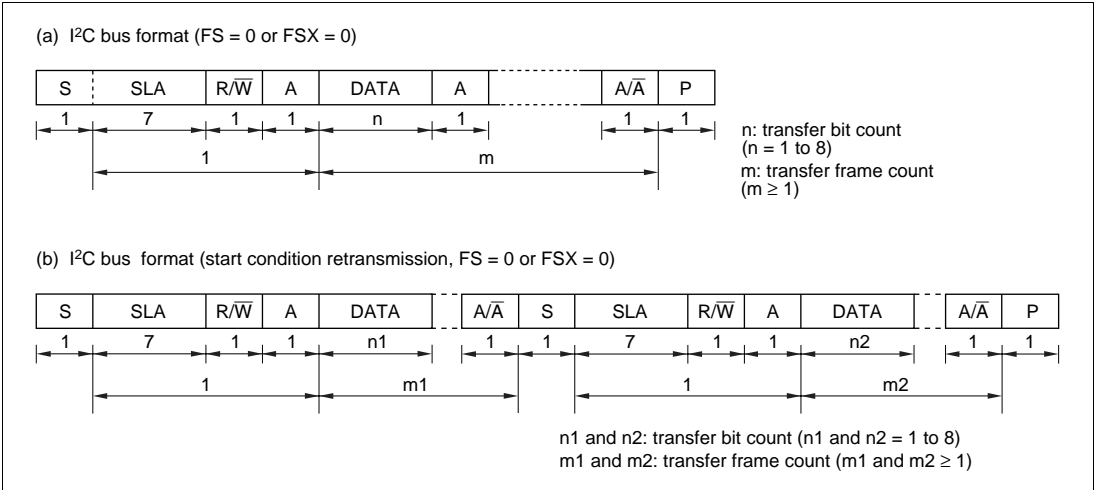 (a) I²C bus format (FS = 0 or FSX = 0)
S SLA R/W̅ A DATA A A/A̅ P
1 7 1 1 n 1 1 1
1 m
n: transfer bit count
(n = 1 to 8)
m: transfer frame count
(m ≥ 1)
(b) I²C bus format (start condition retransmission, FS = 0 or FSX = 0)
S SLA R/W̅ A DATA A/A̅ S SLA R/W̅ A DATA A/A̅ P
1 7 1 1 n1 1 1 7 1 1 n2 1 1
1 m1 1 m2
n1 and n2: transfer bit count (n1 and n2 = 1 to 8)
m1 and m2: transfer frame count (m1 and m2 ≥ 1)